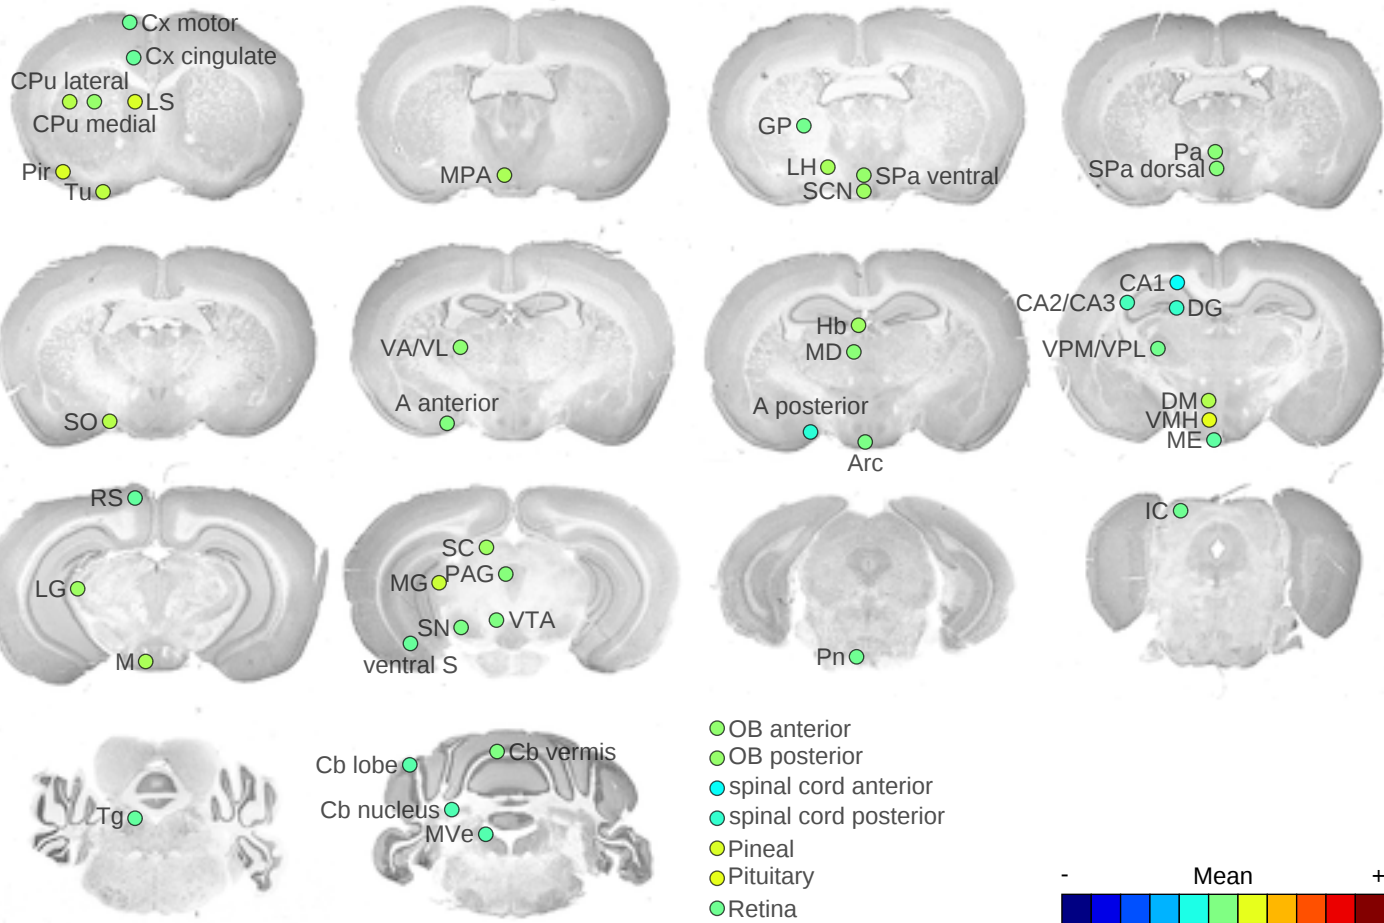 Cx motor
Cx cingulate
CPu lateral
LS
CPu medial
Pir
Tu
MPA
GP
LH
SPa ventral
SCN
Pa
SPa dorsal
SO
VA/VL
A anterior
Hb
MD
A posterior
Arc
CA1
CA2/CA3
DG
VPM/VPL
DM
VMH
ME
RS
LG
M
SC
MG
PAG
SN
VTA
ventral S
Pn
IC
Tg
Cb lobe
Cb vermis
Cb nucleus
MVe
OB anterior
OB posterior
spinal cord anterior
spinal cord posterior
Pineal
Pituitary
Retina
- Mean +